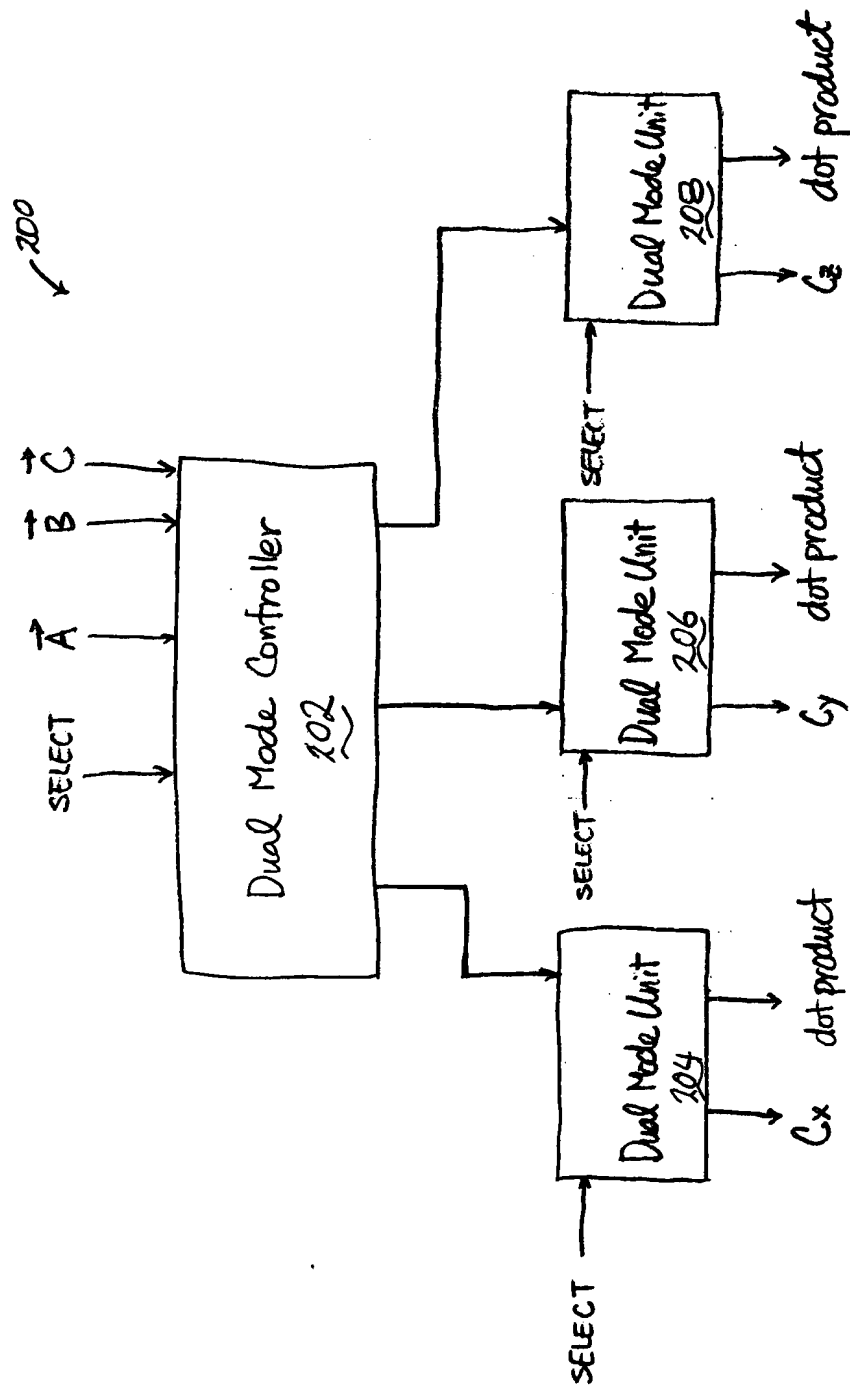 200
SELECT A B C
Dual Mode Controller
202
SELECT
Dual Mode Unit
204
Cx
dot product
SELECT
Dual Mode Unit
206
Cy
dot product
SELECT
Dual Mode Unit
208
Cz
dot product